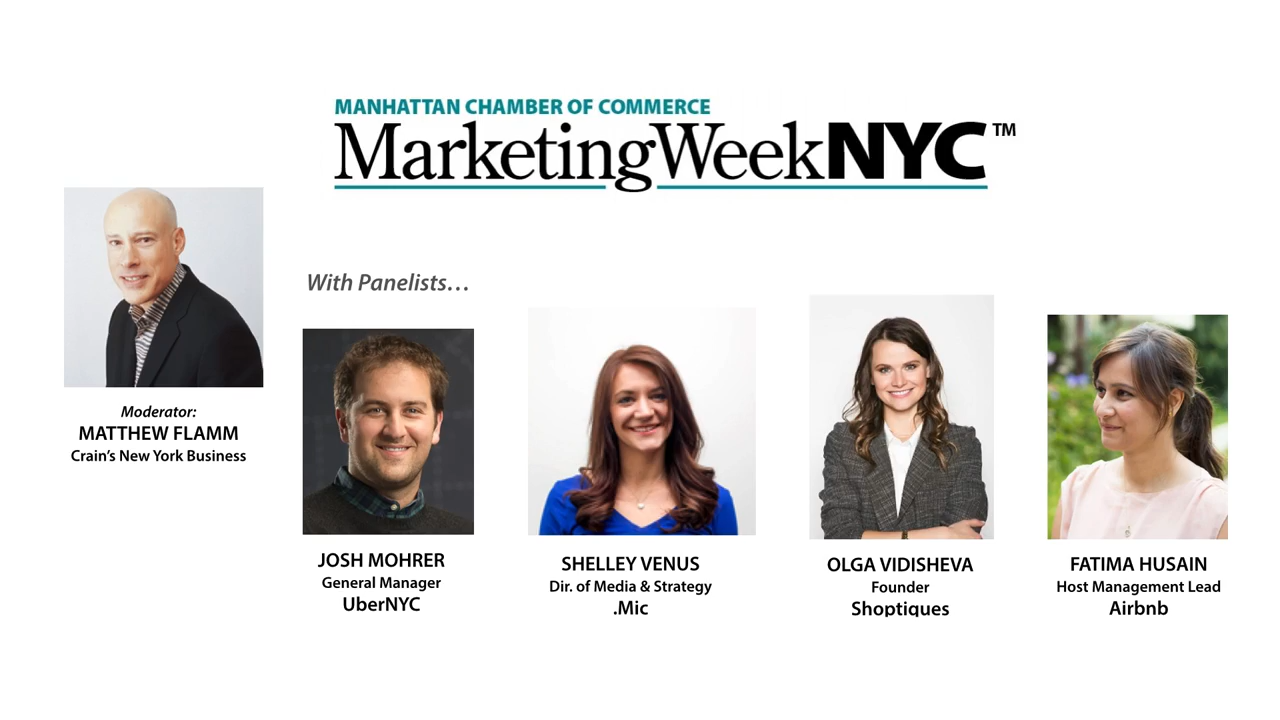 MANHATTAN CHAMBER OF COMMERCE
MarketingWeekNYC™
With Panelists…
Moderator:
MATTHEW FLAMM
Crain’s New York Business
JOSH MOHRER
General Manager
UberNYC
SHELLEY VENUS
Dir. of Media & Strategy
.Mic
OLGA VIDISHEVA
Founder
Shoptiques
FATIMA HUSAIN
Host Management Lead
Airbnb